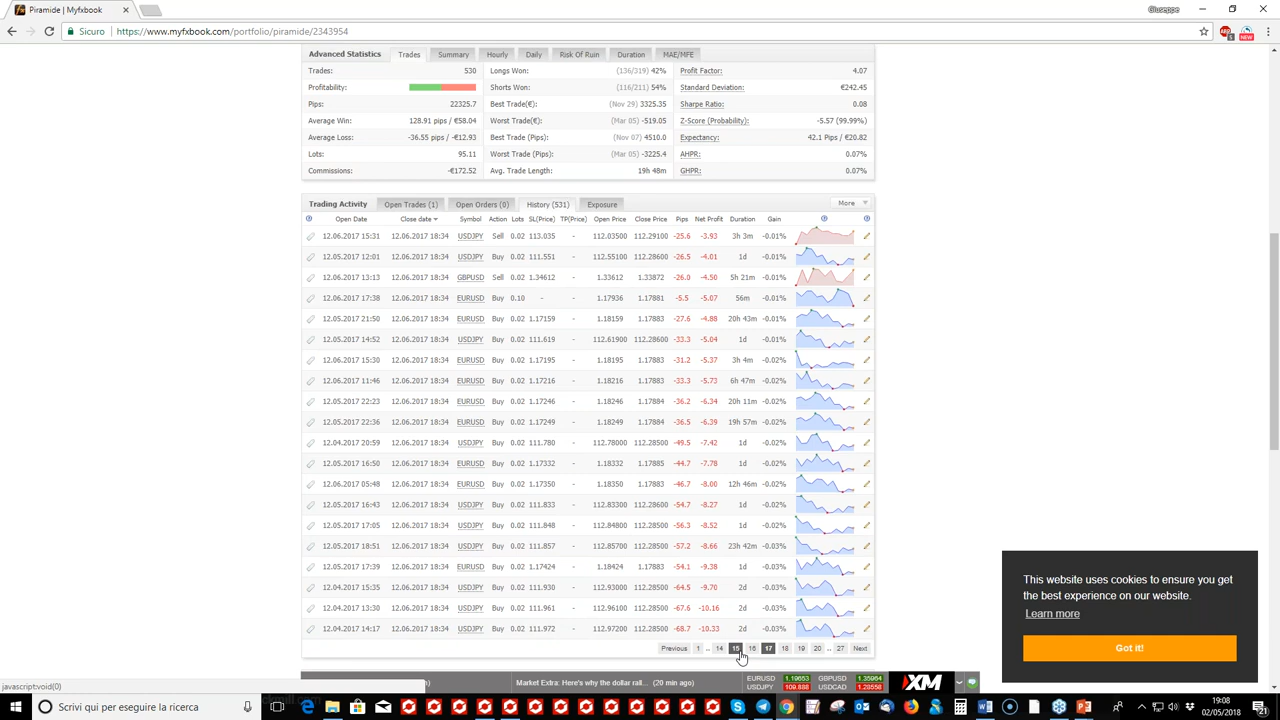 Piramide | Myfxbook
Giuseppe
Sicuro https://www.myfxbook.com/portfolio/piramide/2343954
Advanced Statistics Trades Summary Hourly Daily Risk Of Ruin Duration MAE/MFE
Trades: 530 Longs Won: (136/319) 42% Profit Factor: 4.07
Profitability: Shorts Won: (116/211) 54% Standard Deviation: €242.45
Pips: 22325.7 Best Trade(€): (Nov 29) 3325.35 Sharpe Ratio: 0.08
Average Win: 128.91 pips / €58.04 Worst Trade(€): (Mar 05) -519.05 Z-Score (Probability): -5.57 (99.99%)
Average Loss: -36.55 pips / -€12.93 Best Trade (Pips): (Nov 07) 4510.0 Expectancy: 42.1 Pips / €20.82
Lots: 95.11 Worst Trade (Pips): (Mar 05) -3225.4 AHPR: 0.07%
Commissions: -€172.52 Avg. Trade Length: 19h 48m GHPR: 0.07%
Trading Activity Open Trades (1) Open Orders (0) History (531) Exposure More
Open Date Close date Symbol Action Lots SL(Price) TP(Price) Open Price Close Price Pips Net Profit Duration Gain
12.06.2017 15:31 12.06.2017 18:34 USDJPY Sell 0.02 113.035 - 112.03500 112.29100 -25.6 -3.93 3h 3m -0.01%
12.05.2017 12:01 12.06.2017 18:34 USDJPY Buy 0.02 111.551 - 112.55100 112.28600 -26.5 -4.01 1d -0.01%
12.06.2017 13:13 12.06.2017 18:34 GBPUSD Sell 0.02 1.34612 - 1.33612 1.33872 -26.0 -4.50 5h 21m -0.01%
12.06.2017 17:38 12.06.2017 18:34 EURUSD Buy 0.10 - - 1.17936 1.17881 -5.5 -5.07 56m -0.01%
12.05.2017 21:50 12.06.2017 18:34 EURUSD Buy 0.02 1.17159 - 1.18159 1.17883 -27.6 -4.88 20h 43m -0.01%
12.05.2017 14:52 12.06.2017 18:34 USDJPY Buy 0.02 111.619 - 112.61900 112.28600 -33.3 -5.04 1d -0.01%
12.06.2017 15:30 12.06.2017 18:34 EURUSD Buy 0.02 1.17195 - 1.18195 1.17883 -31.2 -5.37 3h 4m -0.02%
12.06.2017 11:46 12.06.2017 18:34 EURUSD Buy 0.02 1.17216 - 1.18216 1.17883 -33.3 -5.73 6h 47m -0.02%
12.05.2017 22:23 12.06.2017 18:34 EURUSD Buy 0.02 1.17246 - 1.18246 1.17883 -36.2 -6.34 20h 11m -0.02%
12.05.2017 22:36 12.06.2017 18:34 EURUSD Buy 0.02 1.17249 - 1.18249 1.17884 -36.5 -6.39 19h 57m -0.02%
12.04.2017 20:59 12.06.2017 18:34 USDJPY Buy 0.02 111.780 - 112.78000 112.28500 -49.5 -7.42 1d -0.02%
12.05.2017 16:50 12.06.2017 18:34 EURUSD Buy 0.02 1.17332 - 1.18332 1.17885 -44.7 -7.78 1d -0.02%
12.06.2017 05:48 12.06.2017 18:34 EURUSD Buy 0.02 1.17350 - 1.18350 1.17883 -46.7 -8.00 12h 46m -0.02%
12.05.2017 16:43 12.06.2017 18:34 USDJPY Buy 0.02 111.833 - 112.83300 112.28600 -54.7 -8.27 1d -0.02%
12.05.2017 17:05 12.06.2017 18:34 USDJPY Buy 0.02 111.848 - 112.84800 112.28500 -56.3 -8.52 1d -0.02%
12.05.2017 18:51 12.06.2017 18:34 USDJPY Buy 0.02 111.857 - 112.85700 112.28500 -57.2 -8.66 23h 42m -0.03%
12.05.2017 17:39 12.06.2017 18:34 EURUSD Buy 0.02 1.17424 - 1.18424 1.17883 -54.1 -9.38 1d -0.03%
12.04.2017 15:35 12.06.2017 18:34 USDJPY Buy 0.02 111.930 - 112.93000 112.28500 -64.5 -9.70 2d -0.03%
12.04.2017 13:30 12.06.2017 18:34 USDJPY Buy 0.02 111.961 - 112.96100 112.28500 -67.6 -10.16 2d -0.03%
12.04.2017 14:17 12.06.2017 18:34 USDJPY Buy 0.02 111.972 - 112.97200 112.28500 -68.7 -10.33 2d -0.03%
Previous 1 .. 14 15 16 17 18 19 20 .. 27 Next
This website uses cookies to ensure you get
the best experience on our website.
Learn more
Got it!
Market Extra: Here's why the dollar rall... (20 min ago)
EURUSD 1.19653 GBPUSD 1.35964
USDJPY 109.888 USDCAD 1.28556
XM
javascript:void(0)
Scrivi qui per eseguire la ricerca
19:08
02/05/2018